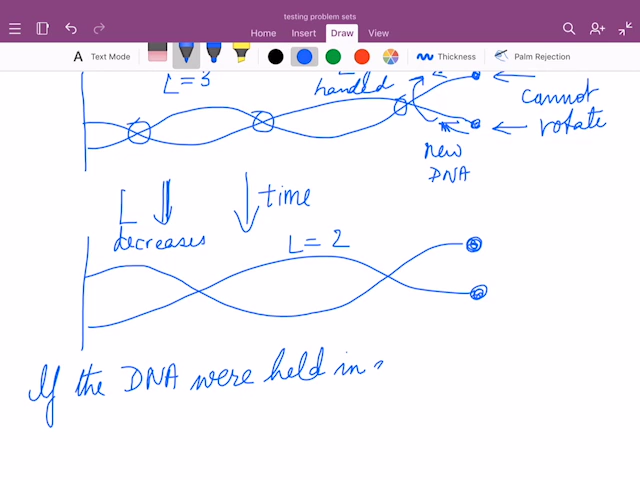 testing problem sets
Home Insert Draw View
A Text Mode
Thickness
Palm Rejection
L = 3
handed
cannot
rotate
new
DNA
L
decreases
time
L = 2
If the DNA were held in